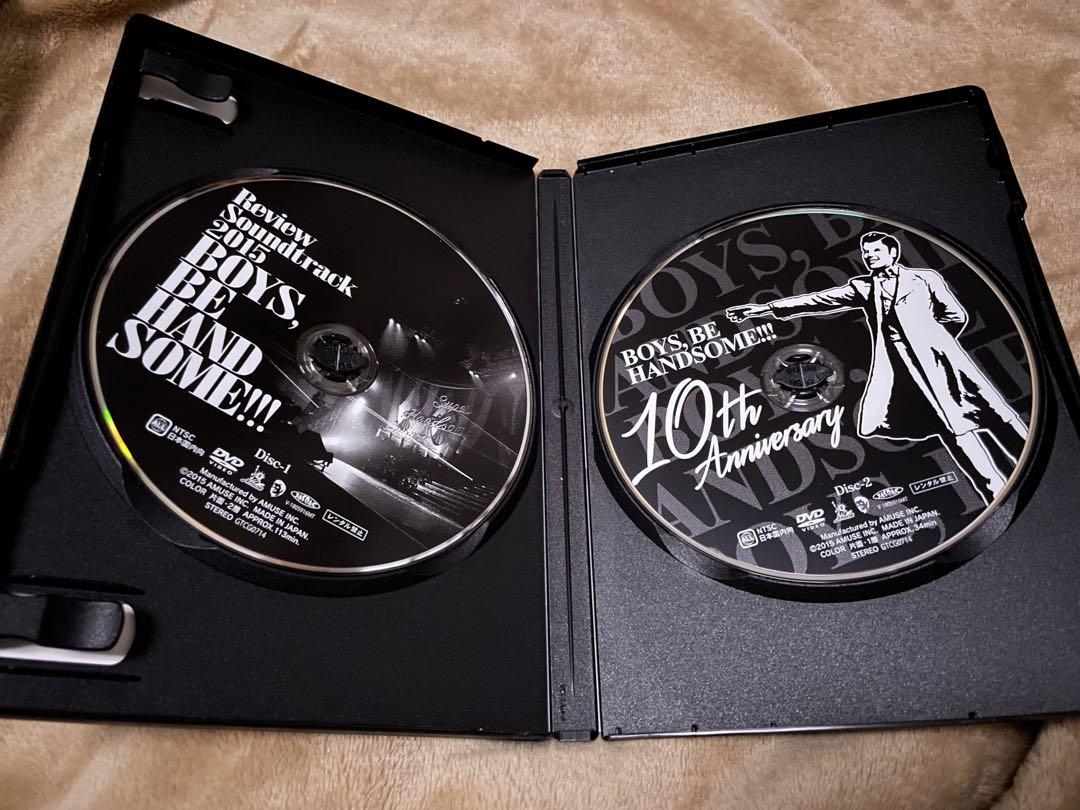 Review
Soundtrack
2015
BOYS,
BE
HAND
SOME!!!
Disc-1
ALL
NTSC
日本国内向
DVD
VIDEO
V-1809916MT
レンタル禁止
Manufactured by AMUSE INC.
©2015 AMUSE INC. MADE IN JAPAN.
COLOR 片面・2層 APPROX.113min.
STEREO GTCG0714
BOYS, BE
HANDSOME!!!
10th
Anniversary
Disc-2
ALL
NTSC
日本国内向
DVD
VIDEO
V-1809916MT
レンタル禁止
Manufactured by AMUSE INC.
©2015 AMUSE INC. MADE IN JAPAN.
COLOR 片面・1層 APPROX.34min
STEREO GTCG0714